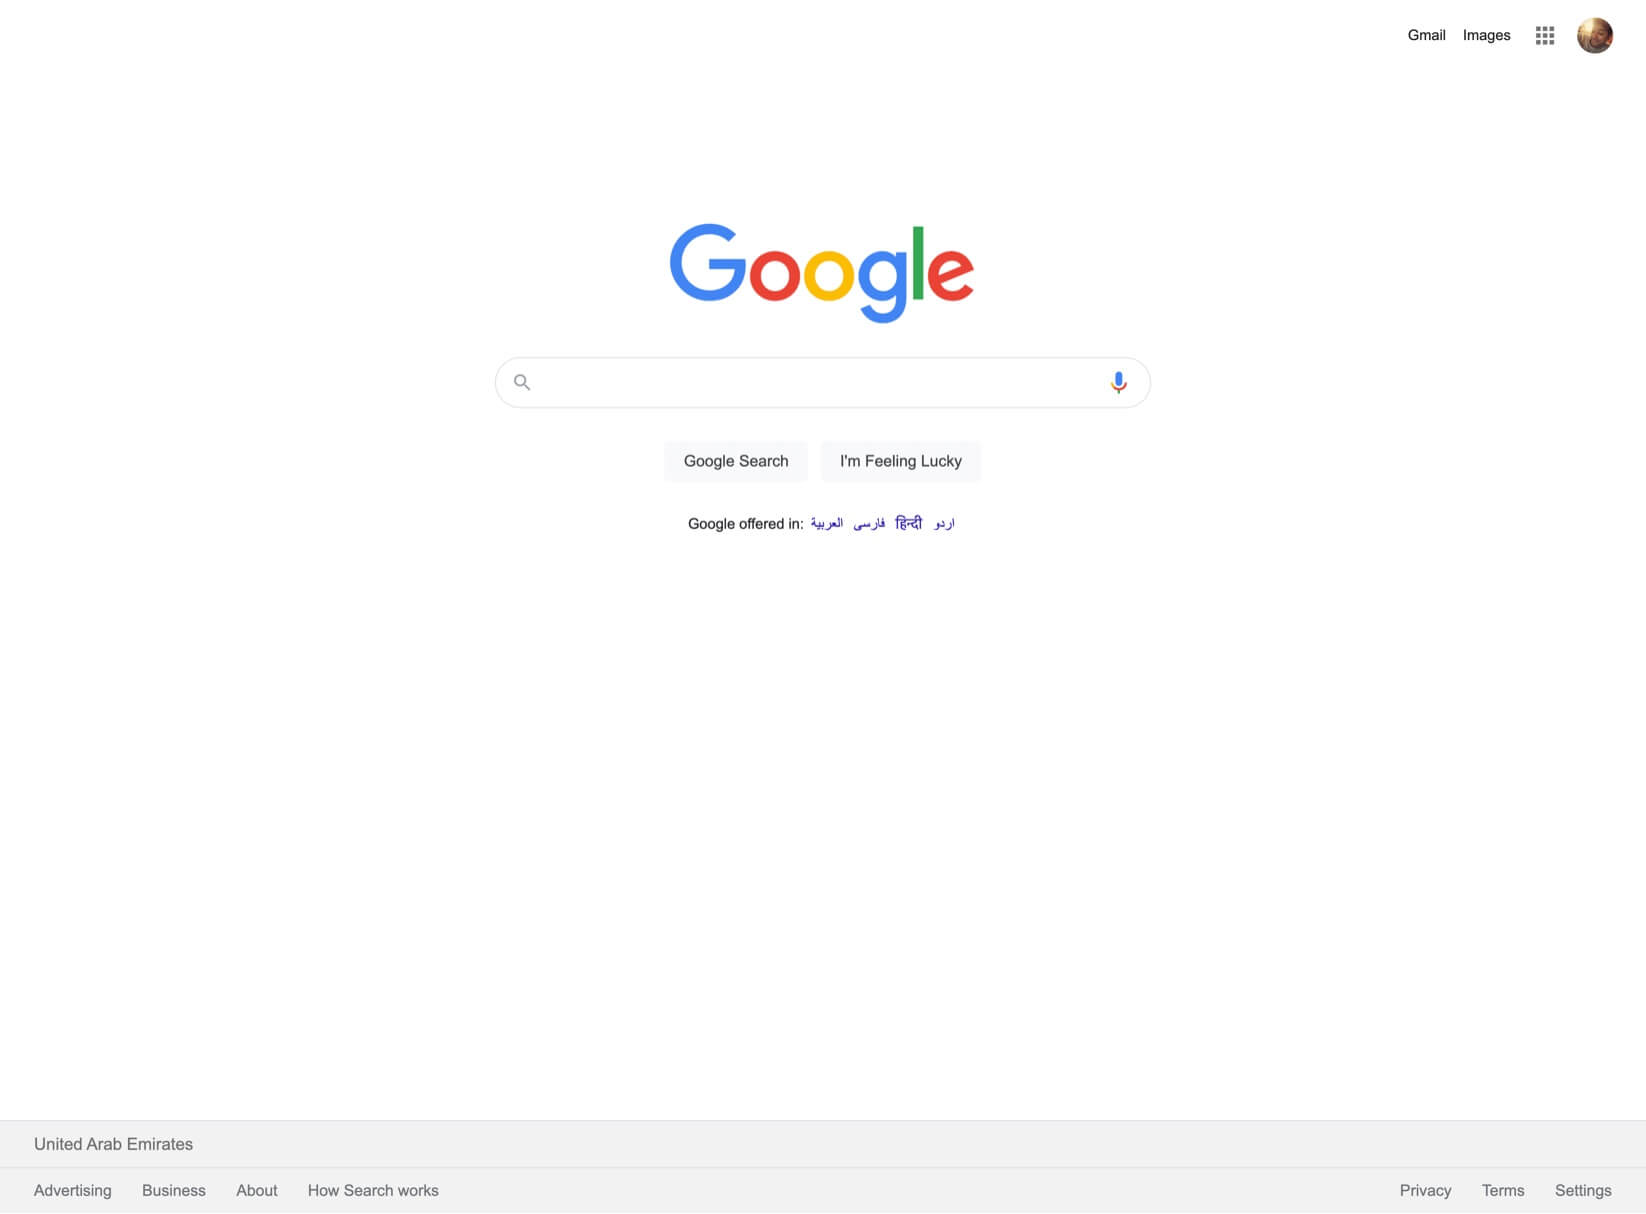 Gmail Images
Google
Google Search I'm Feeling Lucky
Google offered in: العربية فارسی हिन्दी اردو
United Arab Emirates
Advertising Business About How Search works Privacy Terms Settings